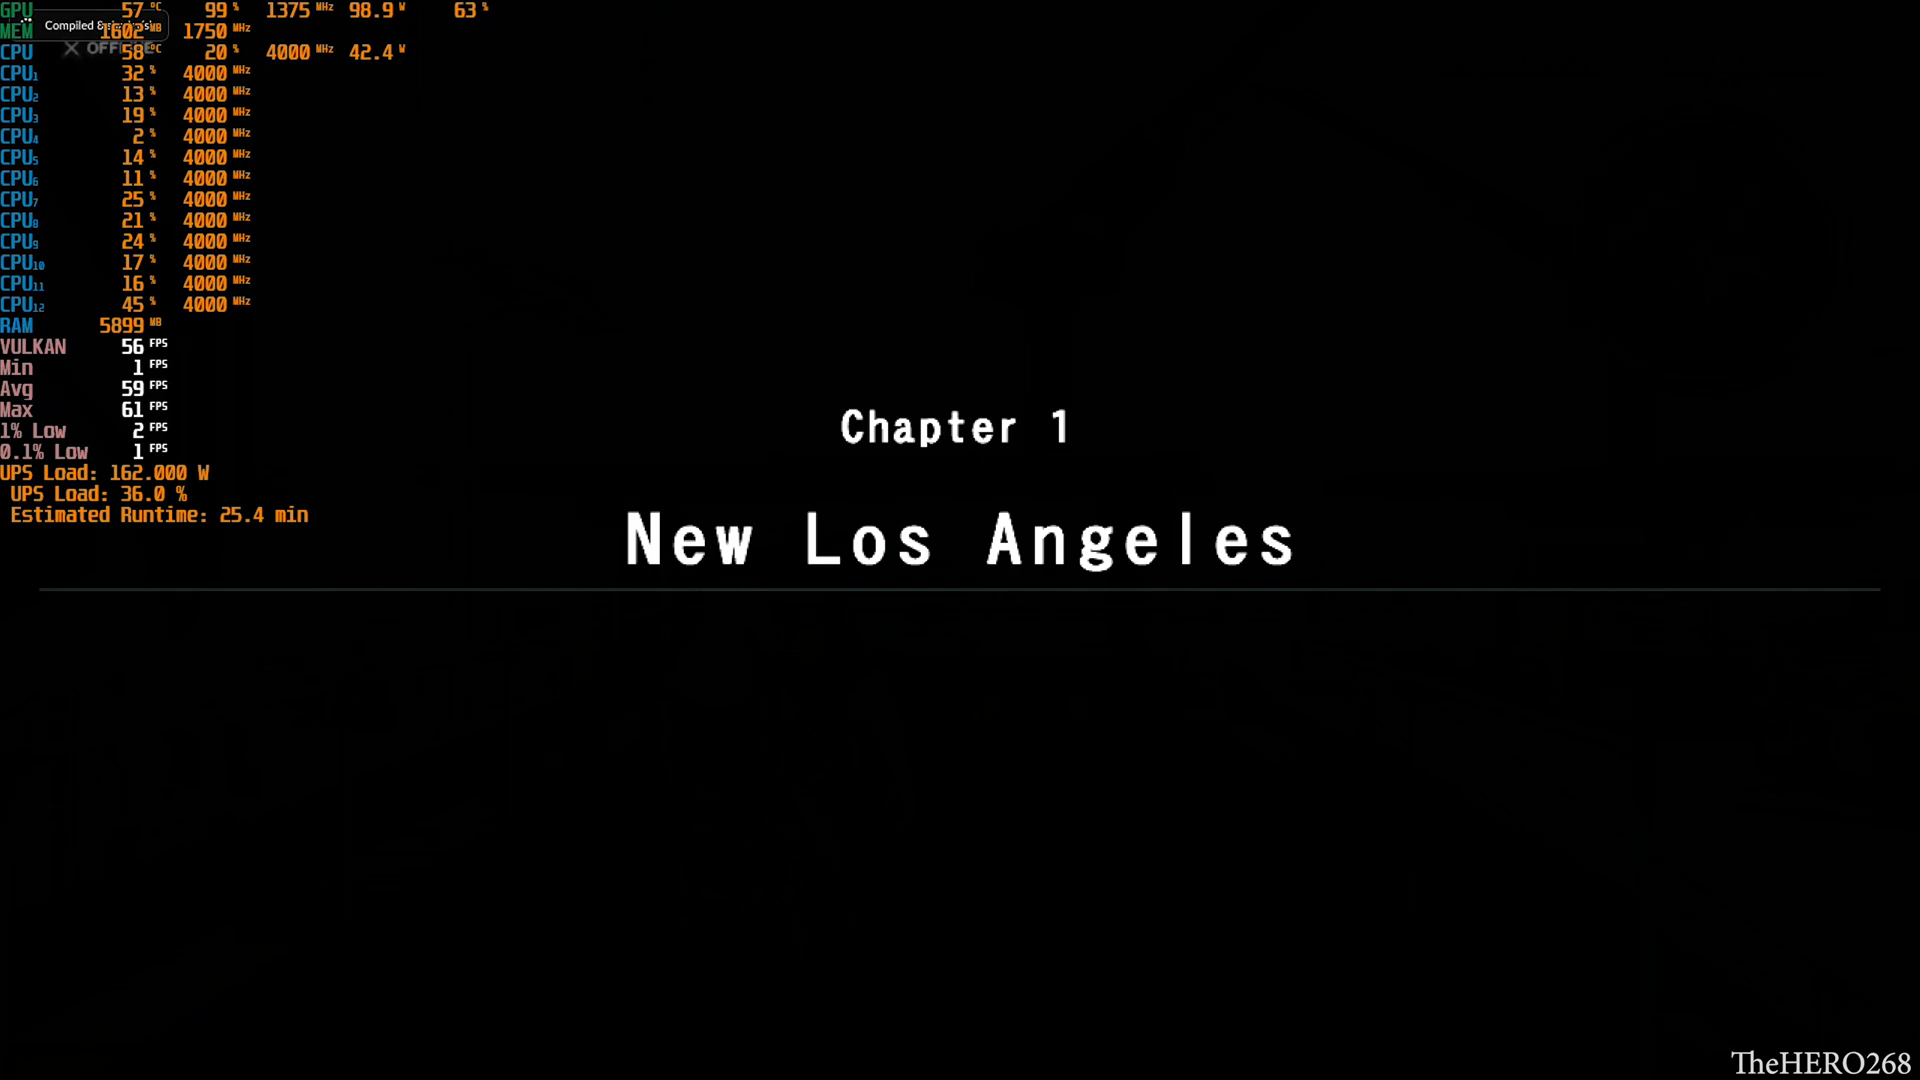 GPU 57 °C 99 % 1375 MHz 98.9 W 63 %
Compiled
MEM 1602 MB 1750 MHz
CPU 58 °C 20 % 4000 MHz 42.4 W
CPU1 32 % 4000 MHz
CPU2 13 % 4000 MHz
CPU3 19 % 4000 MHz
CPU4 2 % 4000 MHz
CPU5 14 % 4000 MHz
CPU6 11 % 4000 MHz
CPU7 25 % 4000 MHz
CPU8 21 % 4000 MHz
CPU9 24 % 4000 MHz
CPU10 17 % 4000 MHz
CPU11 16 % 4000 MHz
CPU12 45 % 4000 MHz
RAM 5899 MB
VULKAN 56 FPS
Min 1 FPS
Avg 59 FPS
Max 61 FPS
1% Low 2 FPS
0.1% Low 1 FPS
UPS Load: 162.000 W
UPS Load: 36.0 %
Estimated Runtime: 25.4 min
Chapter 1
New Los Angeles
TheHERO268